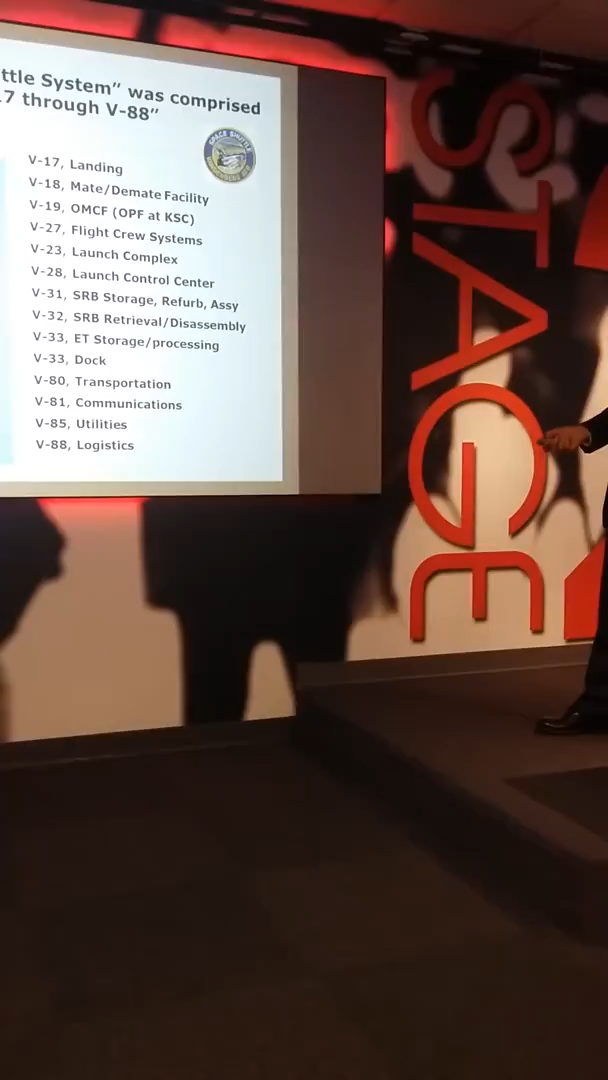 ttle System” was comprised
7 through V-88”
SPACE SHUTTLE
V-17, Landing
V-18, Mate/Demate Facility
V-19, OMCF (OPF at KSC)
V-27, Flight Crew Systems
V-23, Launch Complex
V-28, Launch Control Center
V-31, SRB Storage, Refurb, Assy
V-32, SRB Retrieval/Disassembly
V-33, ET Storage/processing
V-33, Dock
V-80, Transportation
V-81, Communications
V-85, Utilities
V-88, Logistics
STAGE